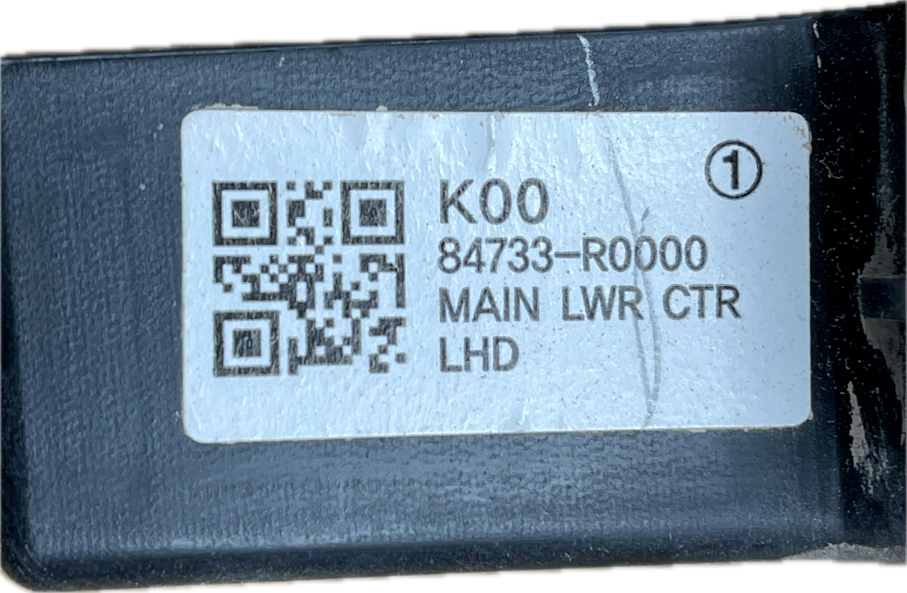 ①
K00
84733-R0000
MAIN LWR CTR
LHD